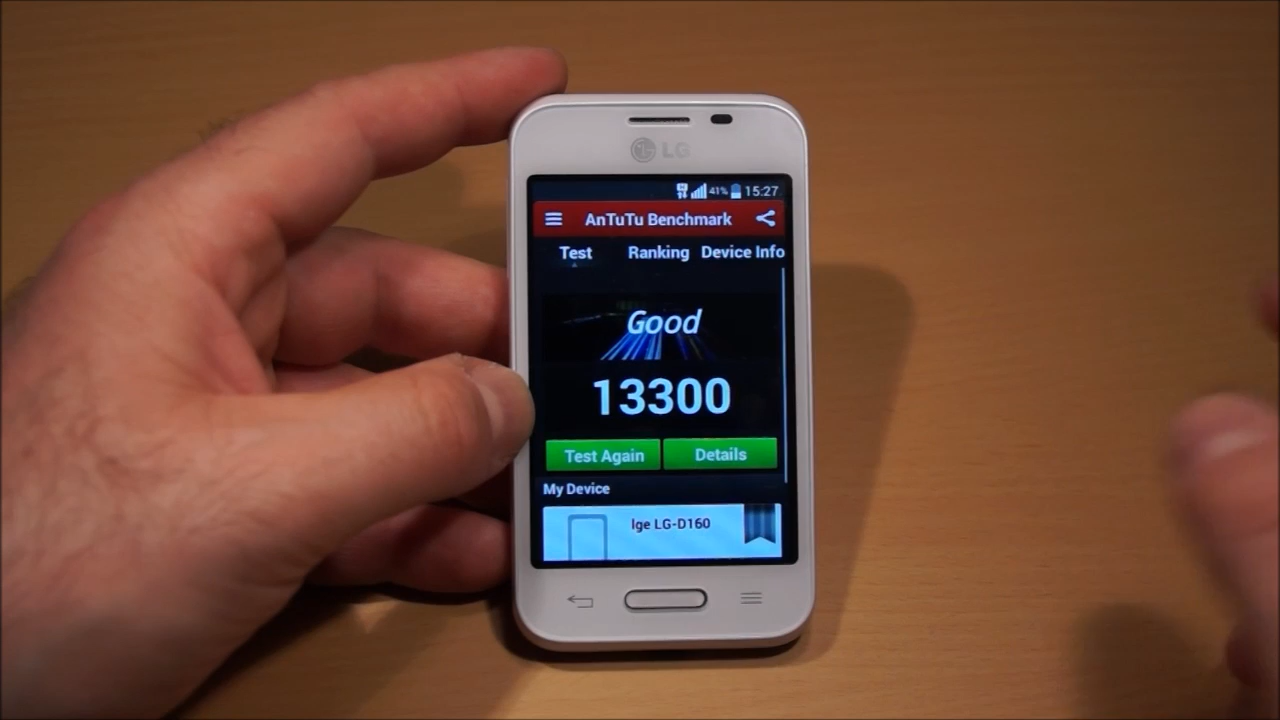 LG
41% 15:27
AnTuTu Benchmark
Test Ranking Device Info
Good
13300
Test Again Details
My Device
lge LG-D160